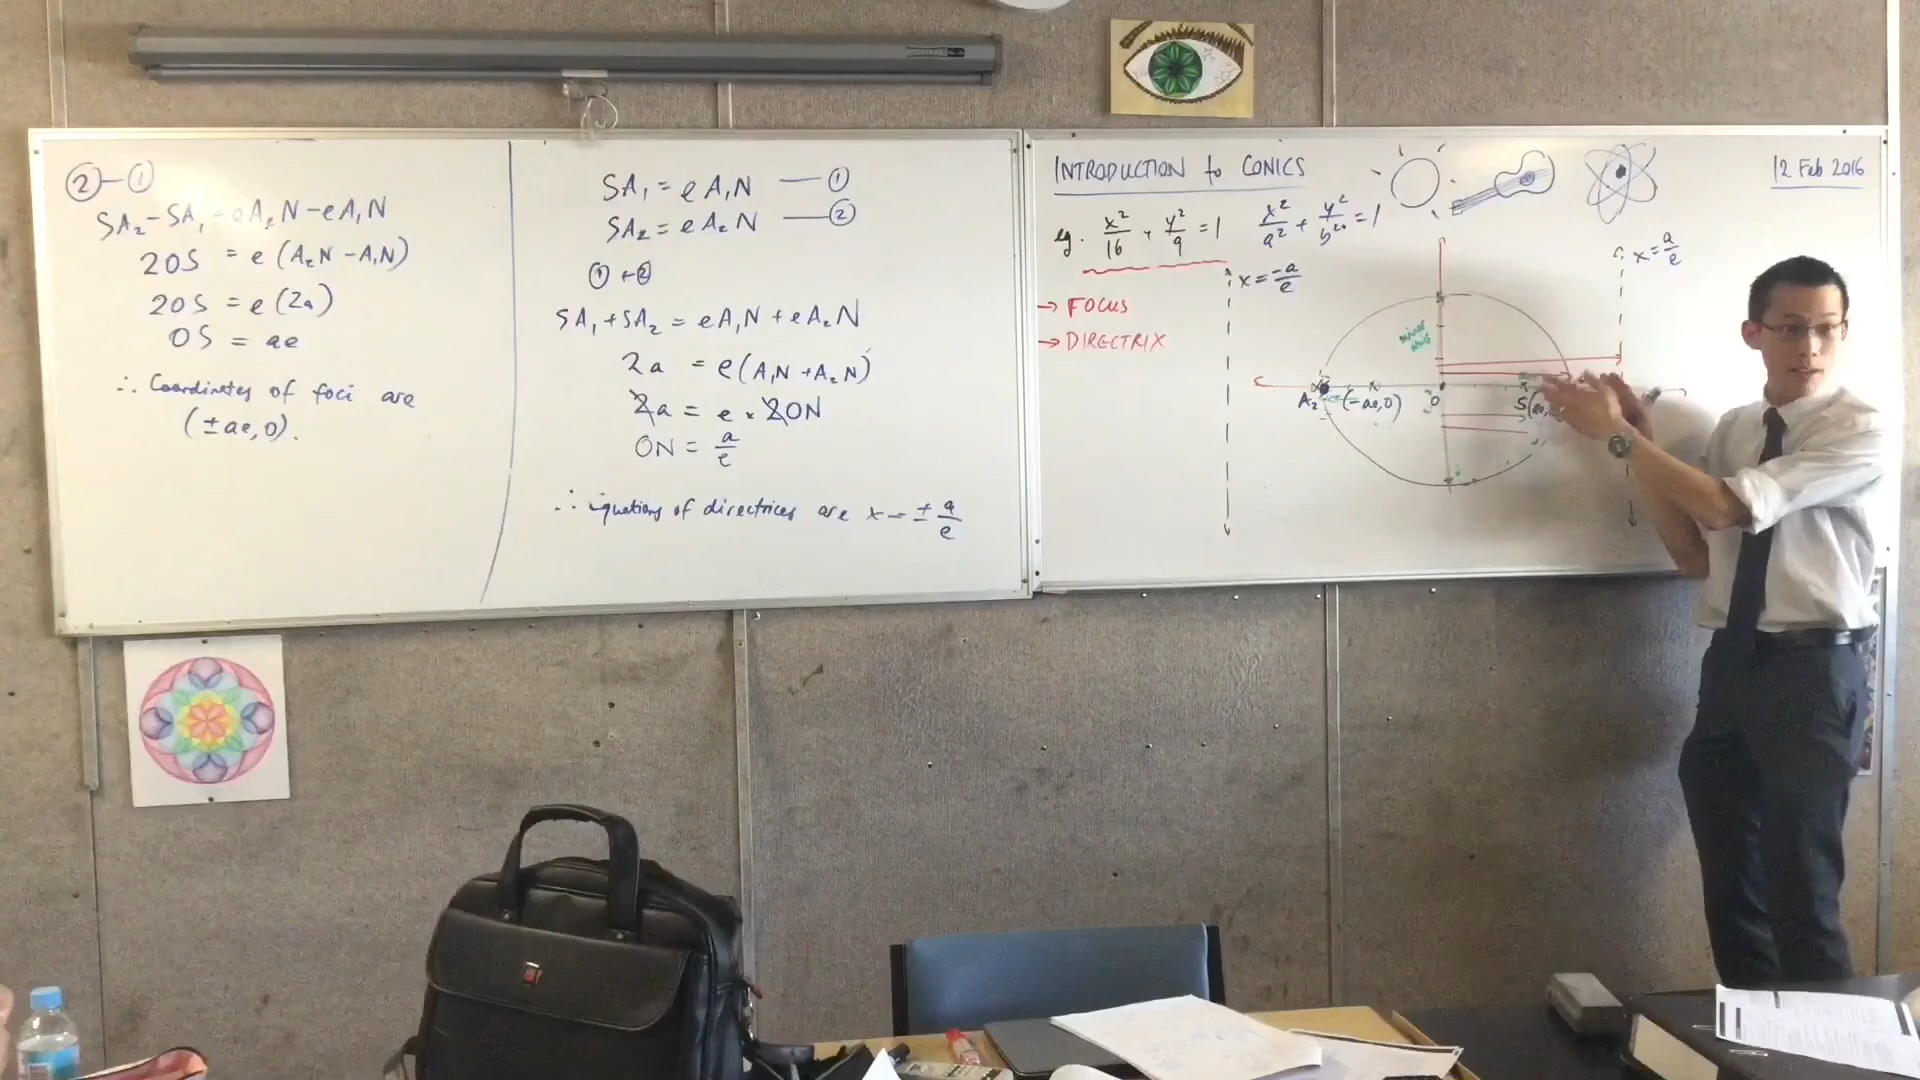 ② — ①
SA₂ - SA₁ = eA₂N - eA₁N
2OS = e (A₂N - A₁N)
2OS = e (2a)
OS = ae
∴ Coordinates of foci are
(±ae, 0).
SA₁ = eA₁N — ①
SA₂ = eA₂N — ②
① + ②
SA₁ + SA₂ = eA₁N + eA₂N
2a = e(A₁N + A₂N)
2a = e × 2ON
ON = a/e
∴ equations of directrices are x = ± a/e
INTRODUCTION to CONICS
12 Feb 2016
eg. x²/16 + y²/9 = 1
x²/a² + y²/b² = 1
x = -a/e
x = a/e
→ FOCUS
→ DIRECTRIX
minor axis
A₂ (-ae, 0) O S